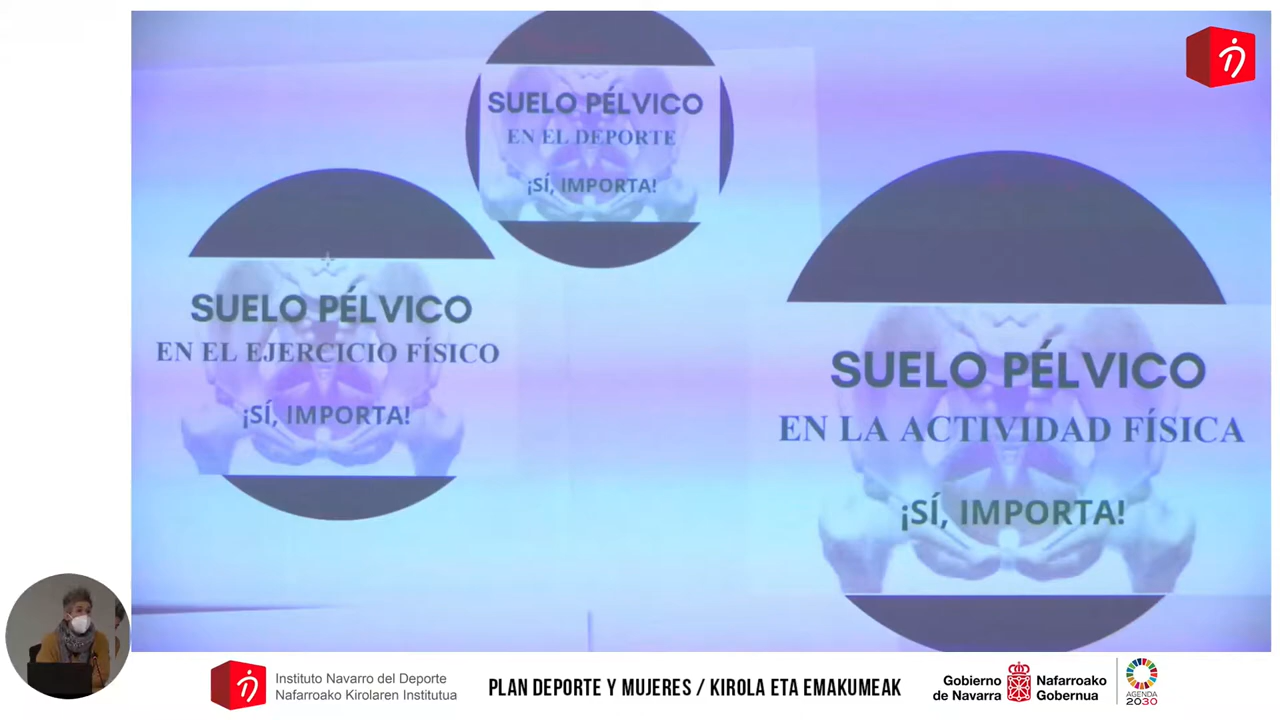 SUELO PÉLVICO
EN EL DEPORTE
¡SÍ, IMPORTA!
SUELO PÉLVICO
EN EL EJERCICIO FÍSICO
¡SÍ, IMPORTA!
SUELO PÉLVICO
EN LA ACTIVIDAD FÍSICA
¡SÍ, IMPORTA!
Instituto Navarro del Deporte
Nafarroako Kirolaren Institutua
PLAN DEPORTE Y MUJERES / KIROLA ETA EMAKUMEAK
Gobierno
de Navarra
Nafarroako
Gobernua
AGENDA
2030